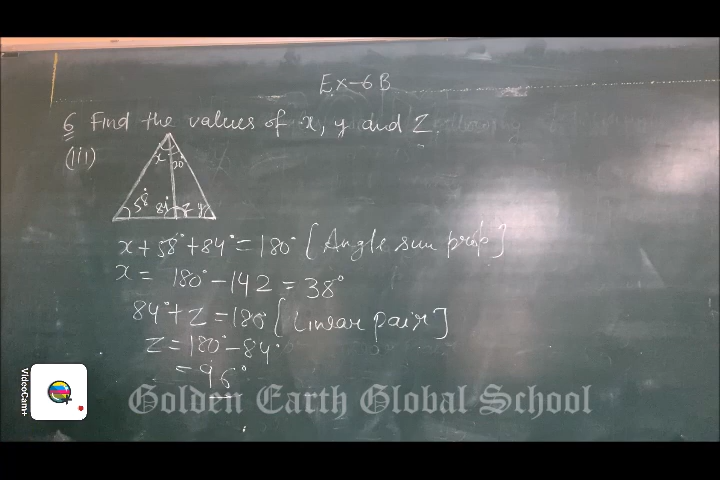 Ex-6B
6 Find the values of x, y and Z.
(iii)
x 20°
58° 84° Z y
x+58°+84°=180° [Angle sum prop]
x = 180°-142 = 38°
84°+Z=180° [Linear pair]
Z=180°-84°
=96°
VideoCam+
Golden Earth Global School